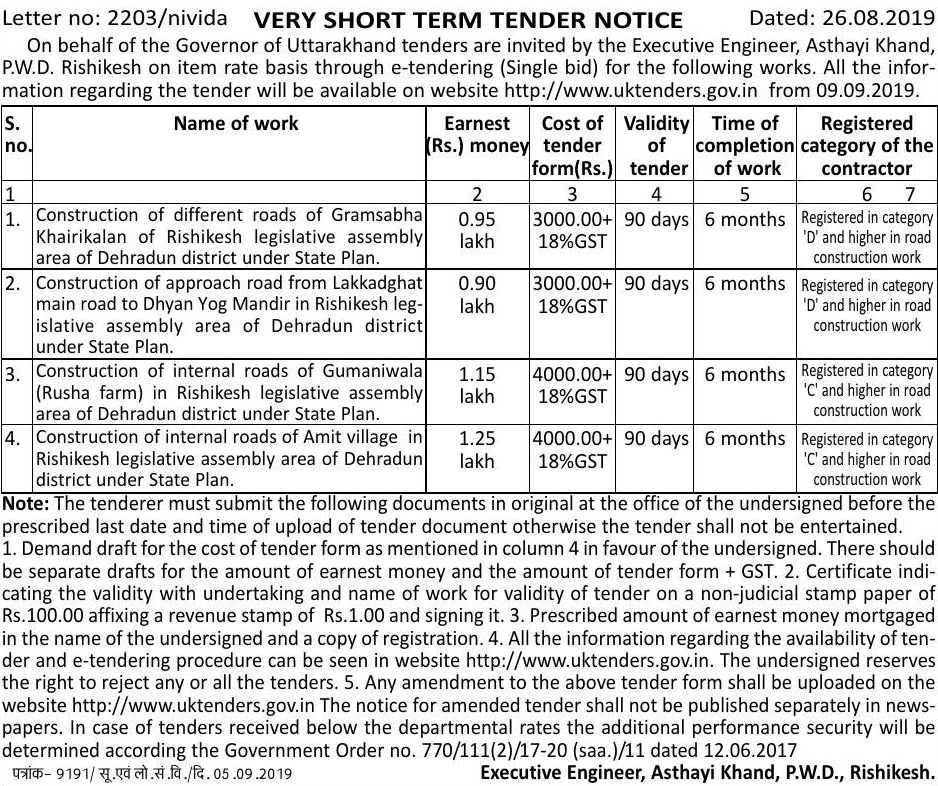 Letter no: 2203/nivida VERY SHORT TERM TENDER NOTICE Dated: 26.08.2019
On behalf of the Governor of Uttarakhand tenders are invited by the Executive Engineer, Asthayi Khand,
P.W.D. Rishikesh on item rate basis through e-tendering (Single bid) for the following works. All the infor-
mation regarding the tender will be available on website http://www.uktenders.gov.in from 09.09.2019.
S. no. Name of work Earnest (Rs.) money Cost of tender form(Rs.) Validity of tender Time of completion of work Registered category of the contractor
1 2 3 4 5 6 7
1. Construction of different roads of Gramsabha
Khairikalan of Rishikesh legislative assembly
area of Dehradun district under State Plan.
0.95
lakh
3000.00+
18%GST
90 days
6 months
Registered in category
'D' and higher in road
construction work
2. Construction of approach road from Lakkadghat
main road to Dhyan Yog Mandir in Rishikesh leg-
islative assembly area of Dehradun district
under State Plan.
0.90
lakh
3000.00+
18%GST
90 days
6 months
Registered in category
'D' and higher in road
construction work
3. Construction of internal roads of Gumaniwala
(Rusha farm) in Rishikesh legislative assembly
area of Dehradun district under State Plan.
1.15
lakh
4000.00+
18%GST
90 days
6 months
Registered in category
'C' and higher in road
construction work
4. Construction of internal roads of Amit village in
Rishikesh legislative assembly area of Dehradun
district under State Plan.
1.25
lakh
4000.00+
18%GST
90 days
6 months
Registered in category
'C' and higher in road
construction work
Note: The tenderer must submit the following documents in original at the office of the undersigned before the
prescribed last date and time of upload of tender document otherwise the tender shall not be entertained.
1. Demand draft for the cost of tender form as mentioned in column 4 in favour of the undersigned. There should
be separate drafts for the amount of earnest money and the amount of tender form + GST. 2. Certificate indi-
cating the validity with undertaking and name of work for validity of tender on a non-judicial stamp paper of
Rs.100.00 affixing a revenue stamp of Rs.1.00 and signing it. 3. Prescribed amount of earnest money mortgaged
in the name of the undersigned and a copy of registration. 4. All the information regarding the availability of ten-
der and e-tendering procedure can be seen in website http://www.uktenders.gov.in. The undersigned reserves
the right to reject any or all the tenders. 5. Any amendment to the above tender form shall be uploaded on the
website http://www.uktenders.gov.in The notice for amended tender shall not be published separately in news-
papers. In case of tenders received below the departmental rates the additional performance security will be
determined according the Government Order no. 770/111(2)/17-20 (saa.)/11 dated 12.06.2017
पत्रांक- 9191/ सू.एवं लो.सं.वि./दि. 05.09.2019 Executive Engineer, Asthayi Khand, P.W.D., Rishikesh.